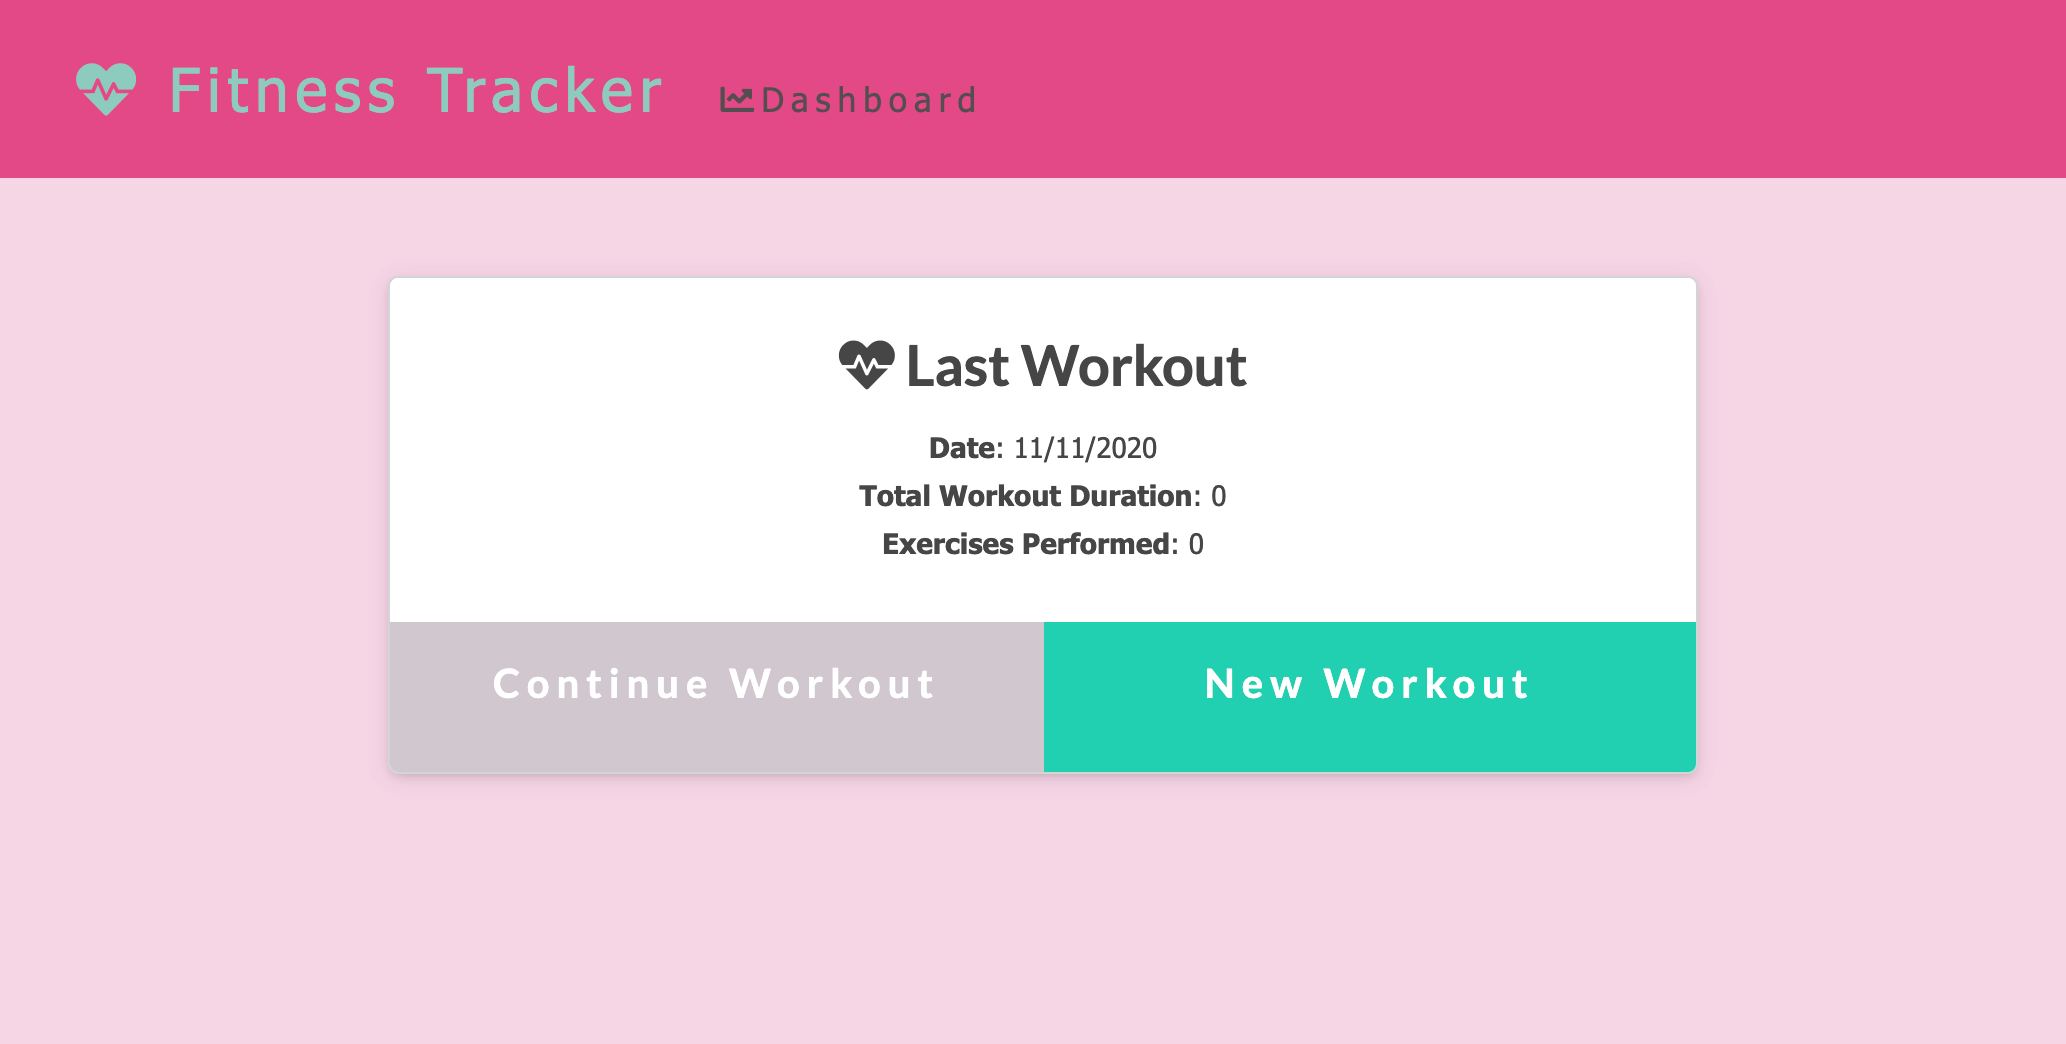 Fitness Tracker
Dashboard
Last Workout
Date: 11/11/2020
Total Workout Duration: 0
Exercises Performed: 0
Continue Workout
New Workout